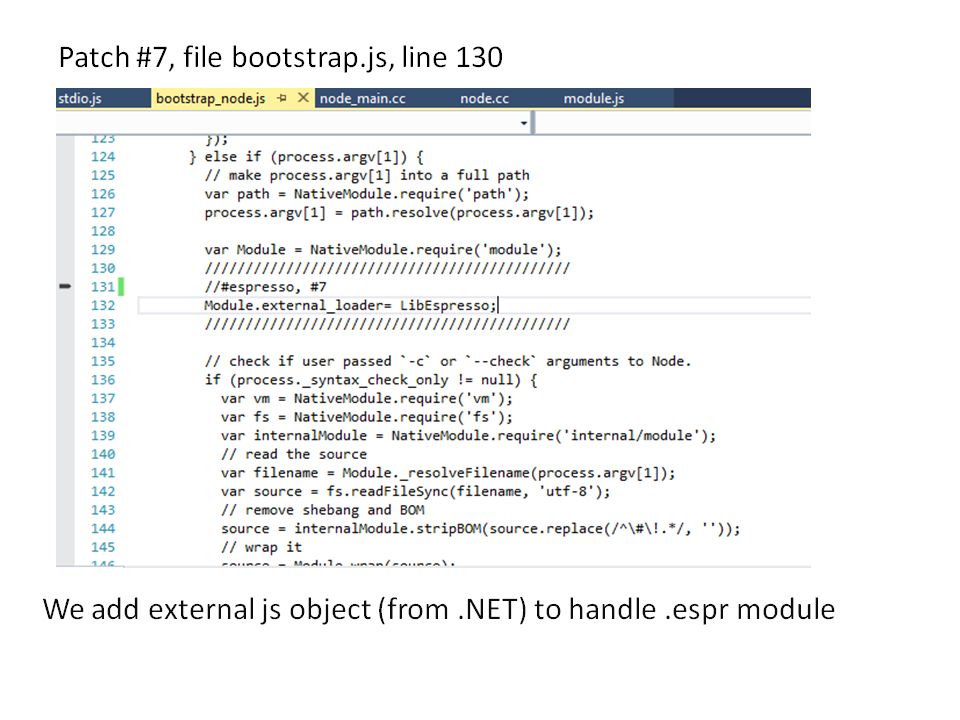 Patch #7, file bootstrap.js, line 130
stdio.js bootstrap_node.js node_main.cc node.cc module.js
123 });
124 } else if (process.argv[1]) {
125 // make process.argv[1] into a full path
126 var path = NativeModule.require('path');
127 process.argv[1] = path.resolve(process.argv[1]);
128
129 var Module = NativeModule.require('module');
130 /////////////////////////////////////////////
131 //#espresso, #7
132 Module.external_loader= LibEspresso;
133 /////////////////////////////////////////////
134
135 // check if user passed `-c` or `--check` arguments to Node.
136 if (process._syntax_check_only != null) {
137 var vm = NativeModule.require('vm');
138 var fs = NativeModule.require('fs');
139 var internalModule = NativeModule.require('internal/module');
140 // read the source
141 var filename = Module._resolveFilename(process.argv[1]);
142 var source = fs.readFileSync(filename, 'utf-8');
143 // remove shebang and BOM
144 source = internalModule.stripBOM(source.replace(/^\#\!.*/, ''));
145 // wrap it
146 source = Module.wrap(source);
We add external js object (from .NET) to handle .espr module